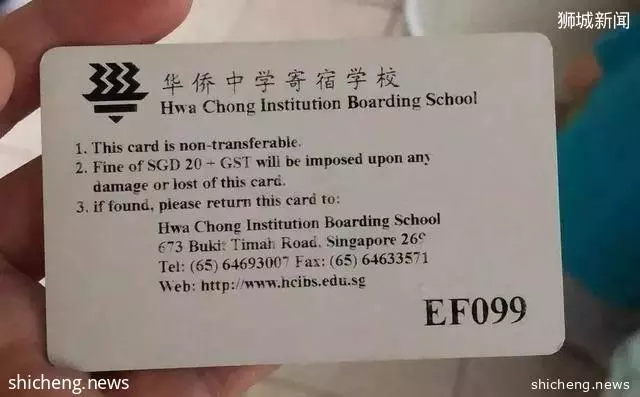 狮城新闻
华侨中学寄宿学校
Hwa Chong Institution Boarding School
1. This card is non-transferable.
2. Fine of SGD 20 + GST will be imposed upon any
damage or lost of this card.
3. if found, please return this card to:
Hwa Chong Institution Boarding School
673 Bukit Timah Road, Singapore
Tel: (65) 64693007 Fax: (65) 64633571
Web: http://www.hcibs.edu.sg
EF099
shicheng.news
shicheng.news